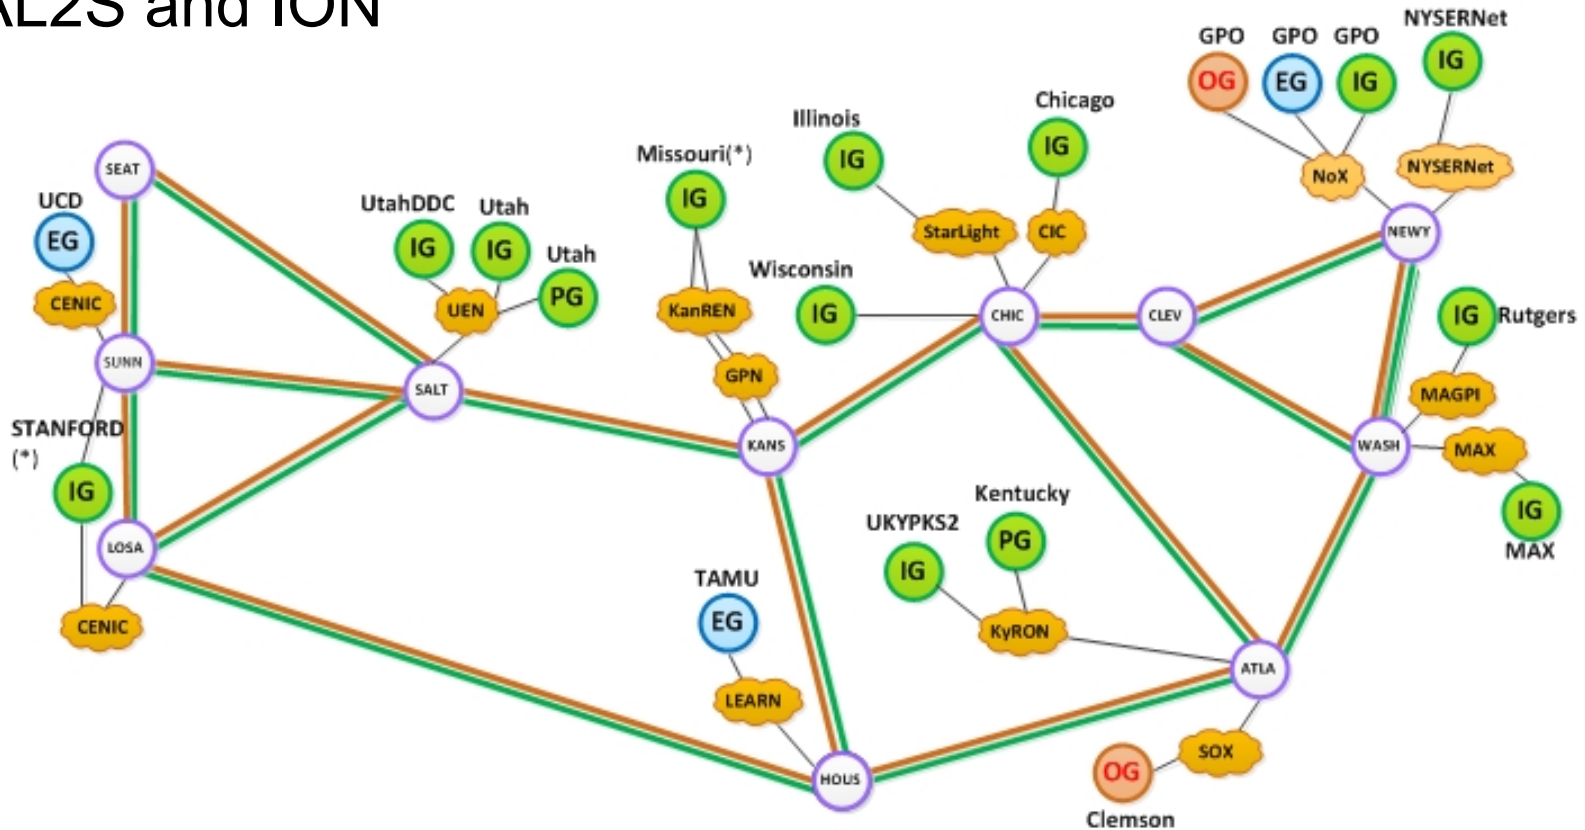 AL2S and ION
NYSERNet
IG
GPO
OG
GPO
EG
GPO
IG
NoX
NYSERNet
NEWY
Chicago
IG
CIC
Illinois
IG
StarLight
Wisconsin
IG
CHIC
CLEV
Missouri(*)
IG
KanREN
GPN
KANS
SEAT
UCD
EG
CENIC
SUNN
UtahDDC
IG
Utah
IG
Utah
PG
UEN
SALT
STANFORD
(*)
IG
LOSA
CENIC
IG
Rutgers
MAGPI
WASH
MAX
IG
MAX
Kentucky
PG
UKYPKS2
IG
KyRON
TAMU
EG
LEARN
HOUS
ATLA
SOX
OG
Clemson